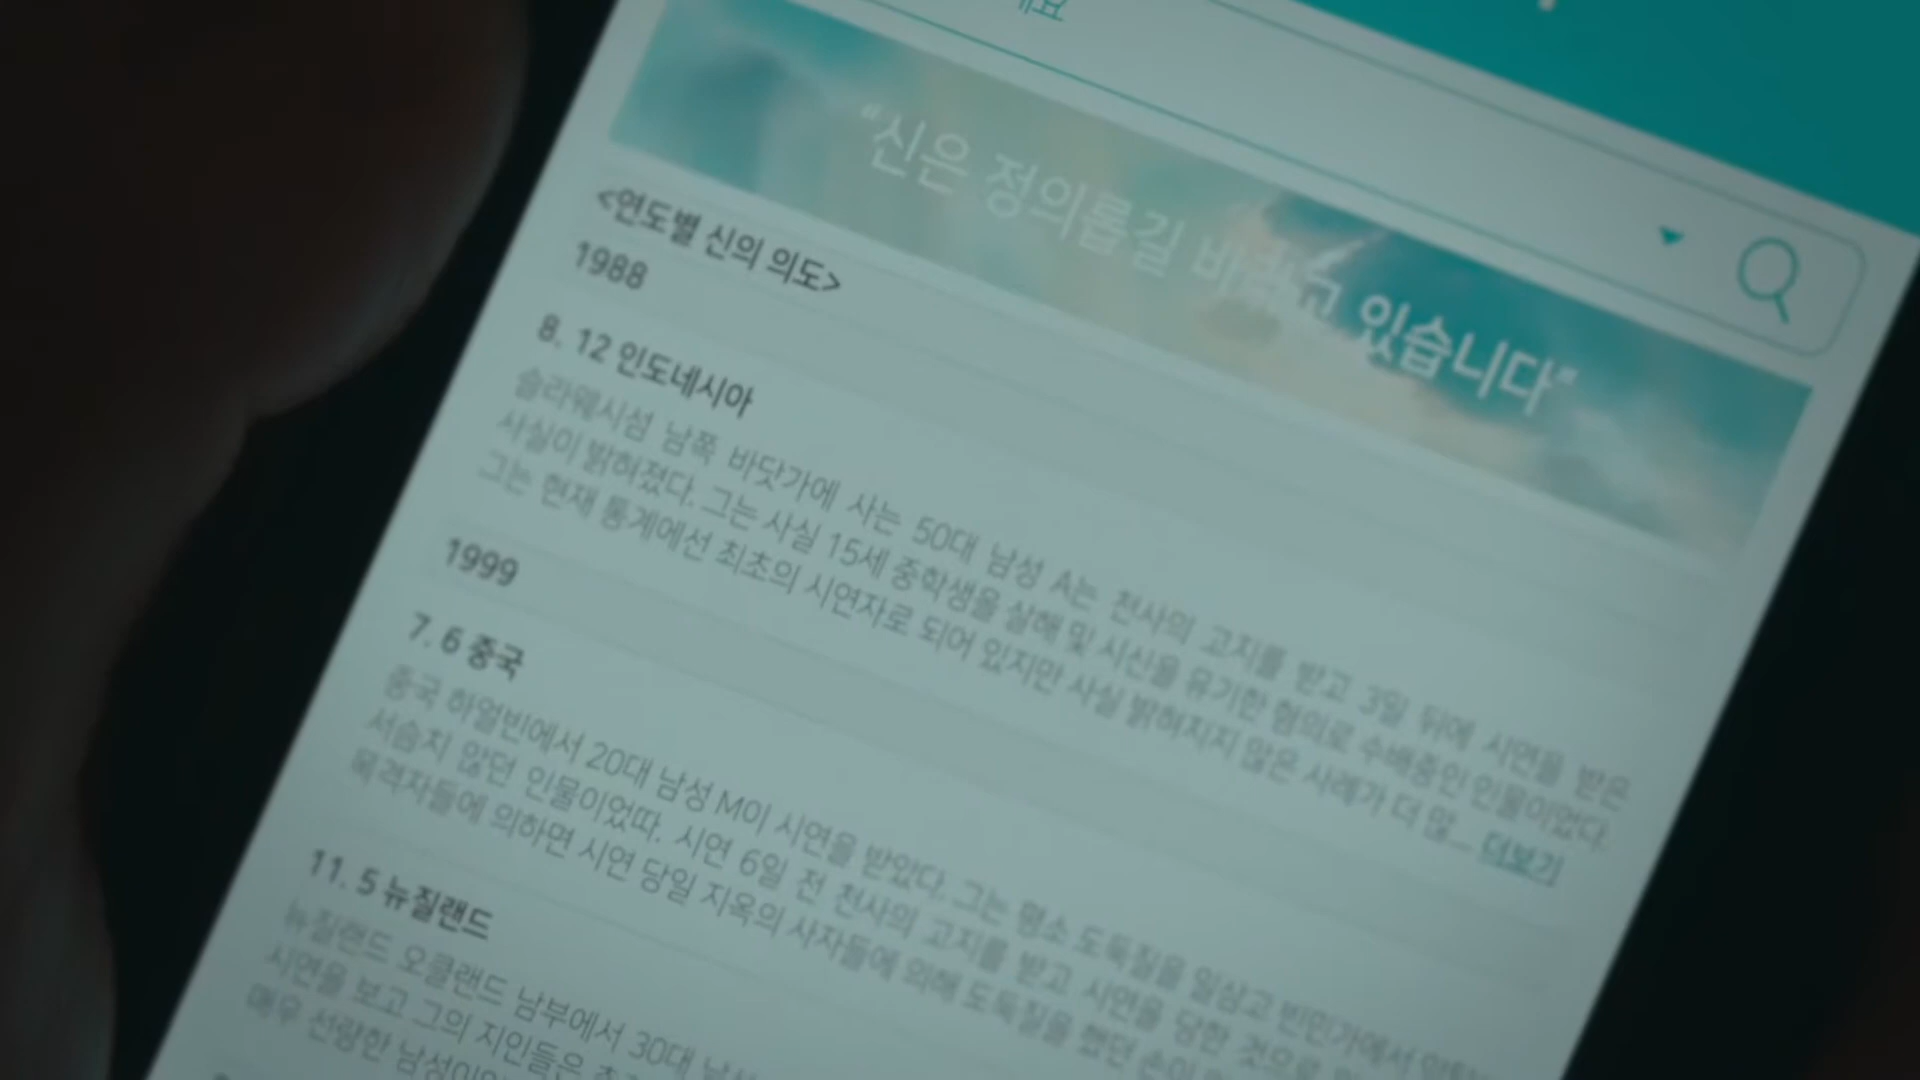 “신은 정의롭길 바라고 있습니다”
<연도별 신의 의도>
1988
8. 12 인도네시아
슬라웨시섬 남쪽 바닷가에 사는 50대 남성 A는 천사의 고지를 받고 3일 뒤에 시연을 받은
사실이 밝혀졌다. 그는 사실 15세 중학생을 살해 및 시신을 유기한 혐의로 수배중인 인물이었다.
그는 현재 통계에선 최초의 시연자로 되어 있지만 사실 밝혀지지 않은 사례가 더 많... 더보기
1999
7. 6 중국
중국 하얼빈에서 20대 남성 M이 시연을 받았다. 그는 평소 도둑질을 일삼고 빈민가에서
서슴지 않던 인물이었따. 시연 6일 전 천사의 고지를 받고 시연을 당한 것으로
목격자들에 의하면 시연 당일 지옥의 사자들에 의해 도둑질을 했던 손이
11. 5 뉴질랜드
뉴질랜드 오클랜드 남부에서 30대
시연을 보고 그의 지인들은
매우 선량한